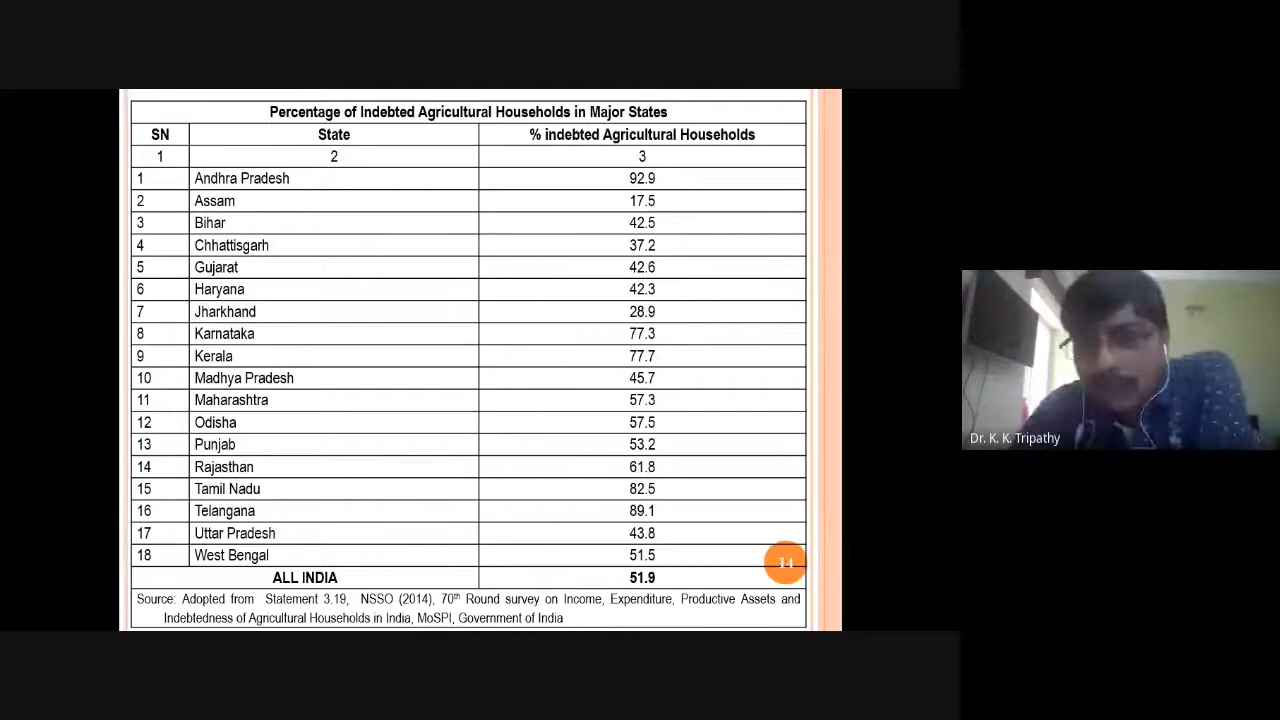 Percentage of Indebted Agricultural Households in Major States
SN State % indebted Agricultural Households
1 2 3
1 Andhra Pradesh 92.9
2 Assam 17.5
3 Bihar 42.5
4 Chhattisgarh 37.2
5 Gujarat 42.6
6 Haryana 42.3
7 Jharkhand 28.9
8 Karnataka 77.3
9 Kerala 77.7
10 Madhya Pradesh 45.7
11 Maharashtra 57.3
12 Odisha 57.5
13 Punjab 53.2
14 Rajasthan 61.8
15 Tamil Nadu 82.5
16 Telangana 89.1
17 Uttar Pradesh 43.8
18 West Bengal 51.5
14
ALL INDIA 51.9
Source: Adopted from Statement 3.19, NSSO (2014), 70th Round survey on Income, Expenditure, Productive Assets and
Indebtedness of Agricultural Households in India, MoSPI, Government of India
Dr. K. K. Tripathy